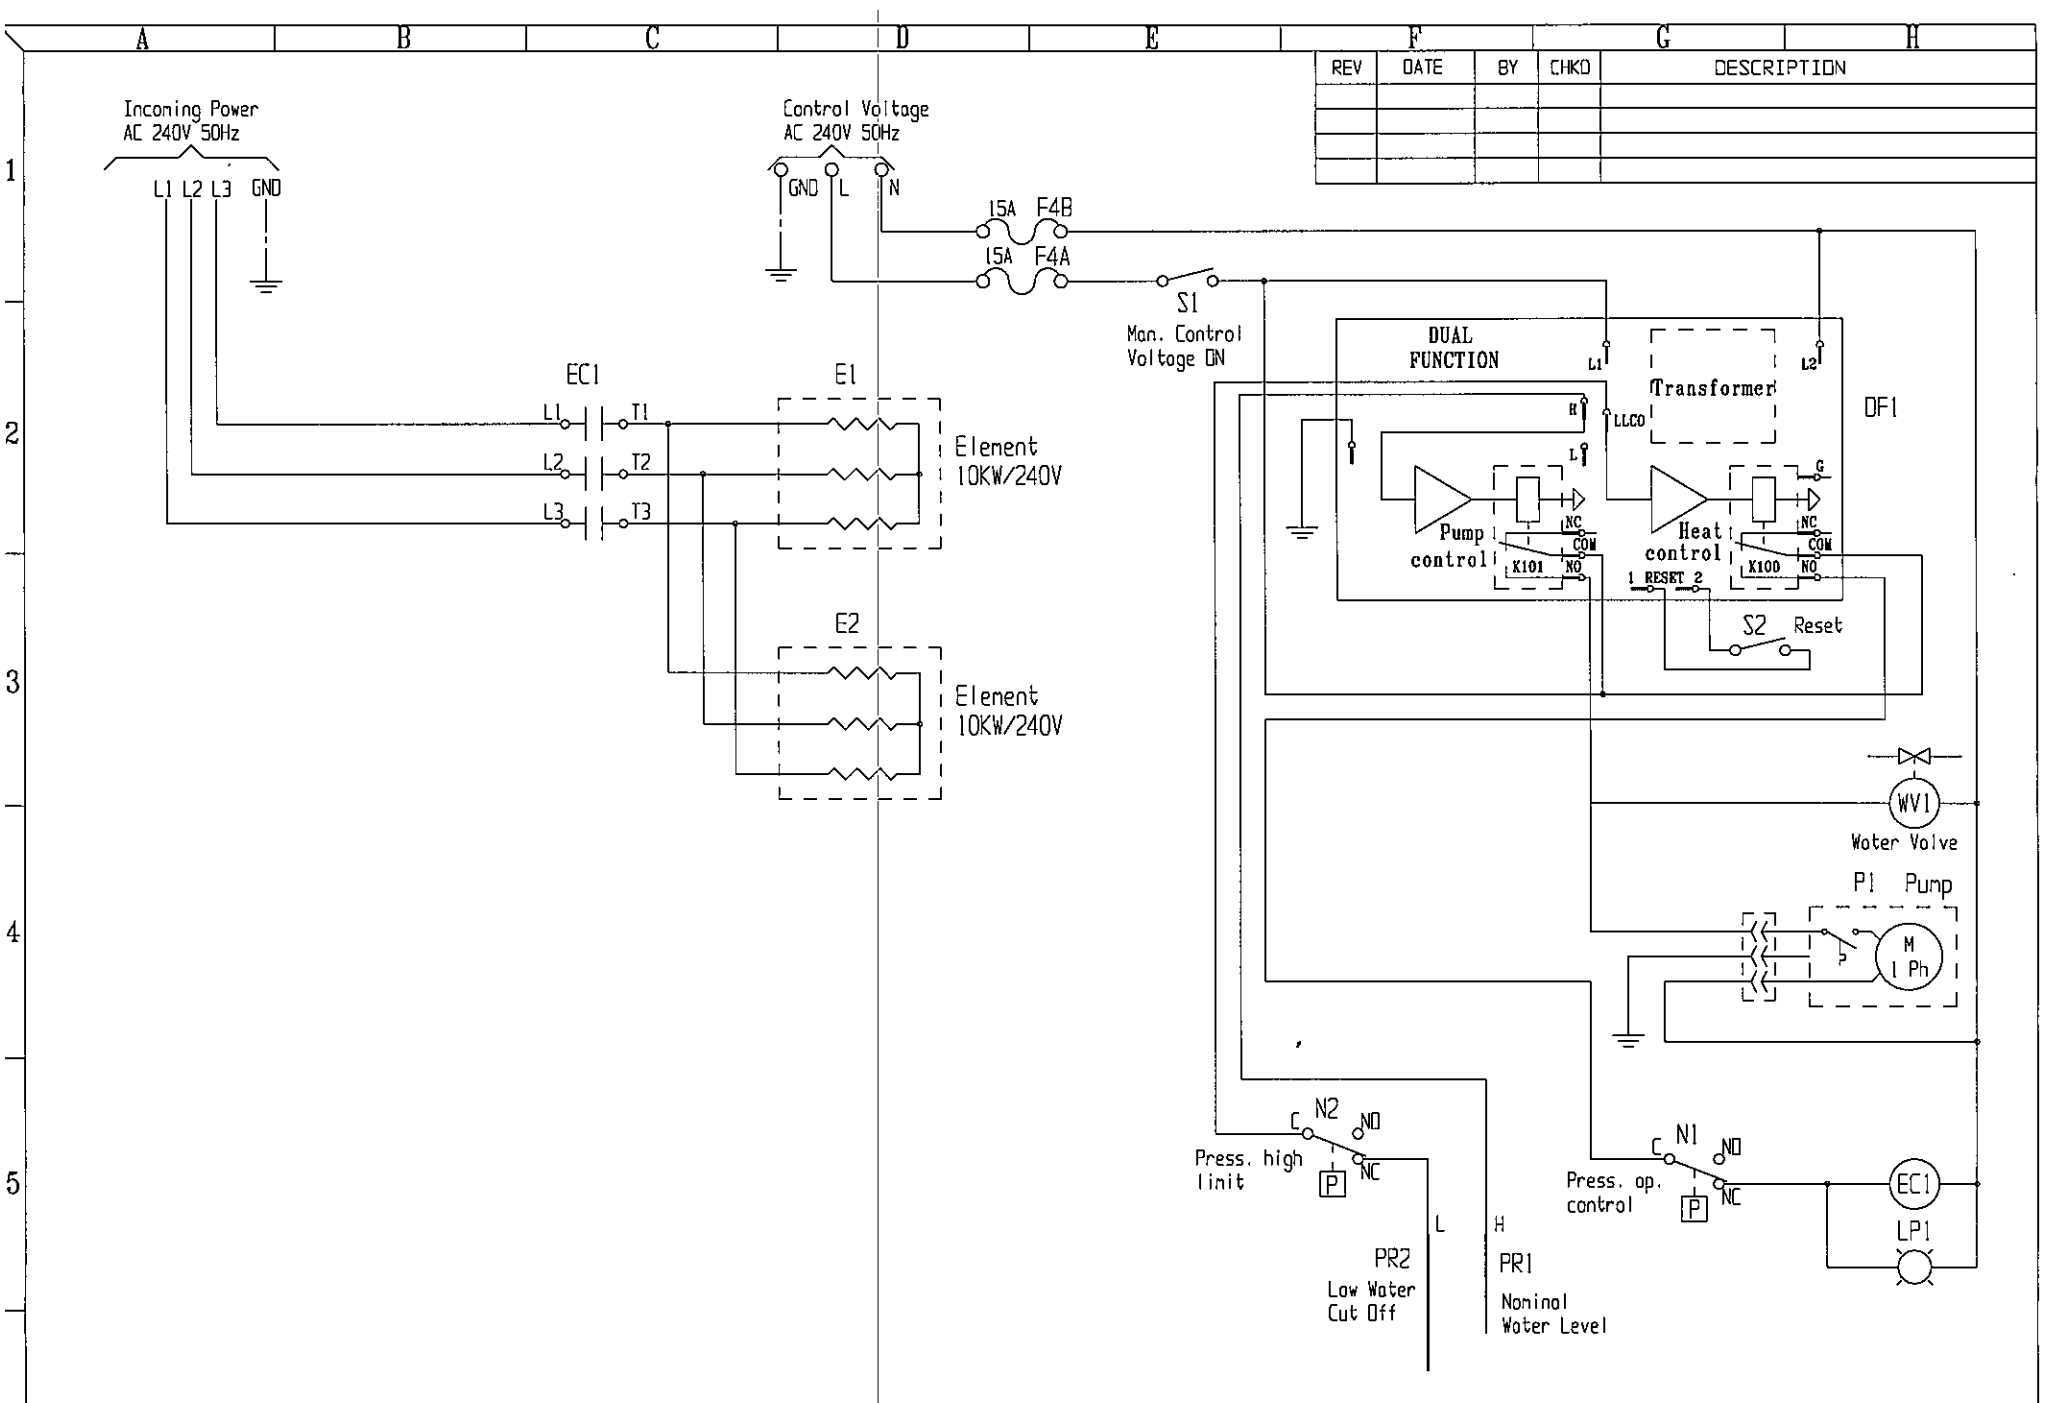 A B C D E F G H
REV DATE BY CHKD DESCRIPTION
1
2
3
4
5
Incoming Power
AC 240V 50Hz
L1 L2 L3 GND
Control Voltage
AC 240V 50Hz
GND L N
15A F4B
15A F4A
S1
Man. Control
Voltage ON
EC1
L1 T1
L2 T2
L3 T3
E1
Element
10KW/240V
E2
Element
10KW/240V
DUAL
FUNCTION
L1
Transformer
L2
DF1
H
LLCO
L
G
Pump
control
NC
COM
NO
K101
Heat
control
NC
COM
NO
K100
1 RESET 2
S2 Reset
WV1
Water Valve
P1 Pump
M
1 Ph
P
N2
C NO
NC
Press. high
limit
P
N1
C NO
NC
Press. op.
control
P
EC1
LP1
L H
PR2
Low Water
Cut Off
PR1
Nominal
Water Level